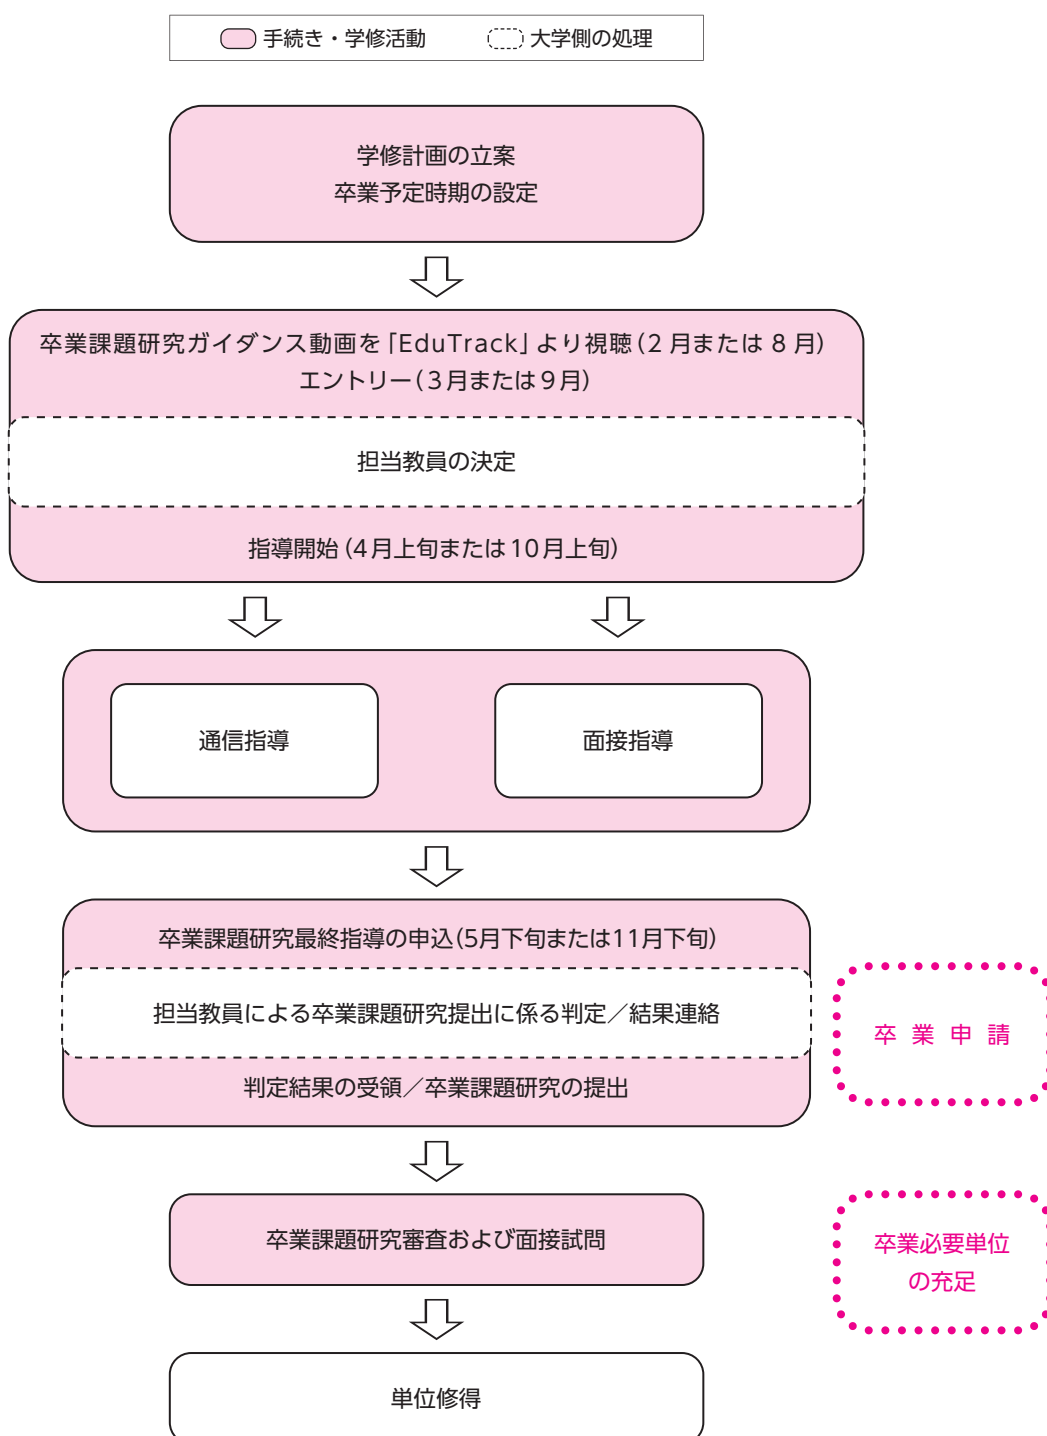 手続き・学修活動
大学側の処理
学修計画の立案
卒業予定時期の設定
卒業課題研究ガイダンス動画を「EduTrack」より視聴(2月または8月)
エントリー(3月または9月)
担当教員の決定
指導開始(4月上旬または10月上旬)
通信指導
面接指導
卒業課題研究最終指導の申込(5月下旬または11月下旬)
担当教員による卒業課題研究提出に係る判定／結果連絡
判定結果の受領／卒業課題研究の提出
卒業申請
卒業課題研究審査および面接試問
卒業必要単位
の充足
単位修得